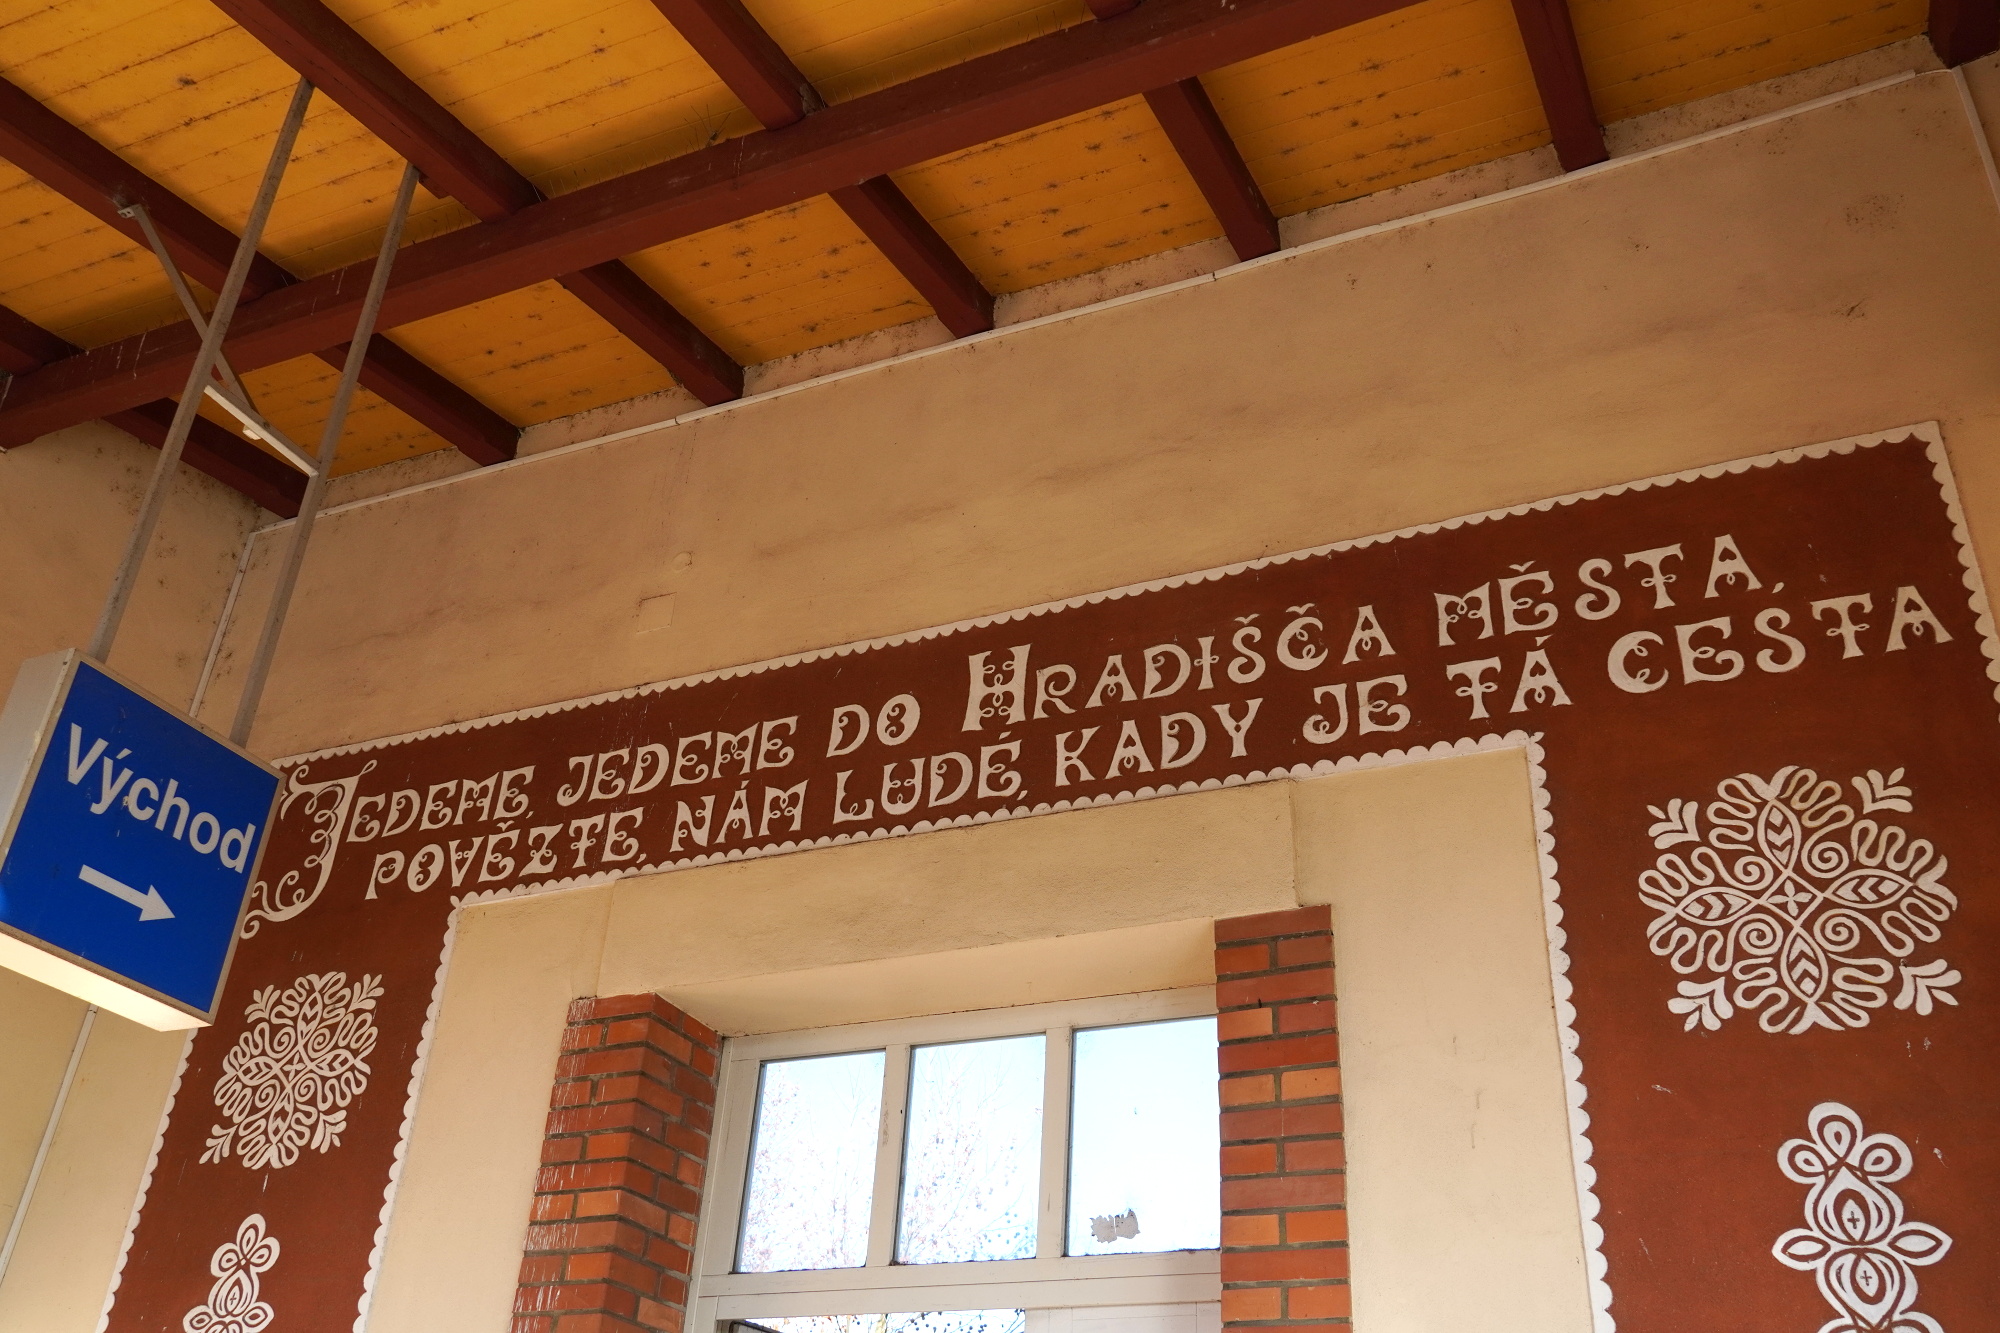 Východ
JEDEME, JEDEME DO HRADIŠČA MĚSTA,
POVĚZTE, NÁM LUDÉ, KADY JE TÁ CESTA